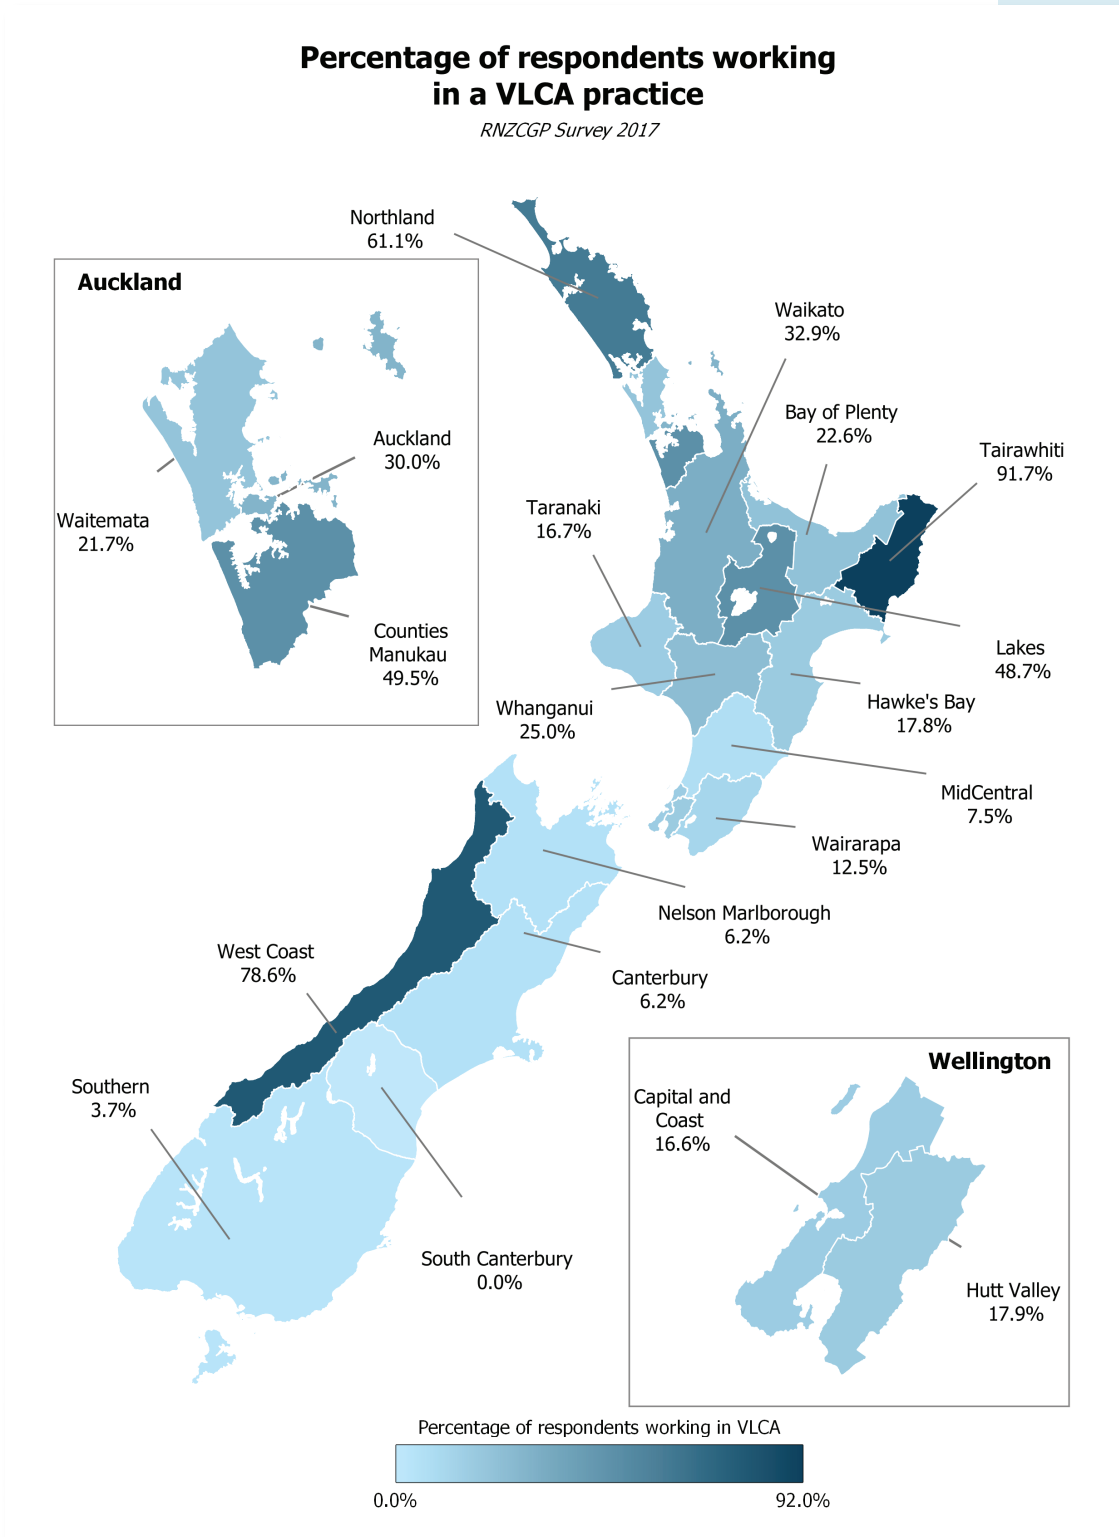 Percentage of respondents working
in a VLCA practice
RNZCGP Survey 2017
Northland
61.1%
Auckland
Waikato
32.9%
Bay of Plenty
22.6%
Auckland
30.0%
Tairawhiti
91.7%
Taranaki
16.7%
Waitemata
21.7%
Counties
Manukau
49.5%
Lakes
48.7%
Whanganui
25.0%
Hawke's Bay
17.8%
MidCentral
7.5%
Wairarapa
12.5%
Nelson Marlborough
6.2%
West Coast
78.6%
Canterbury
6.2%
Wellington
Southern
3.7%
Capital and
Coast
16.6%
South Canterbury
0.0%
Hutt Valley
17.9%
Percentage of respondents working in VLCA
0.0%
92.0%